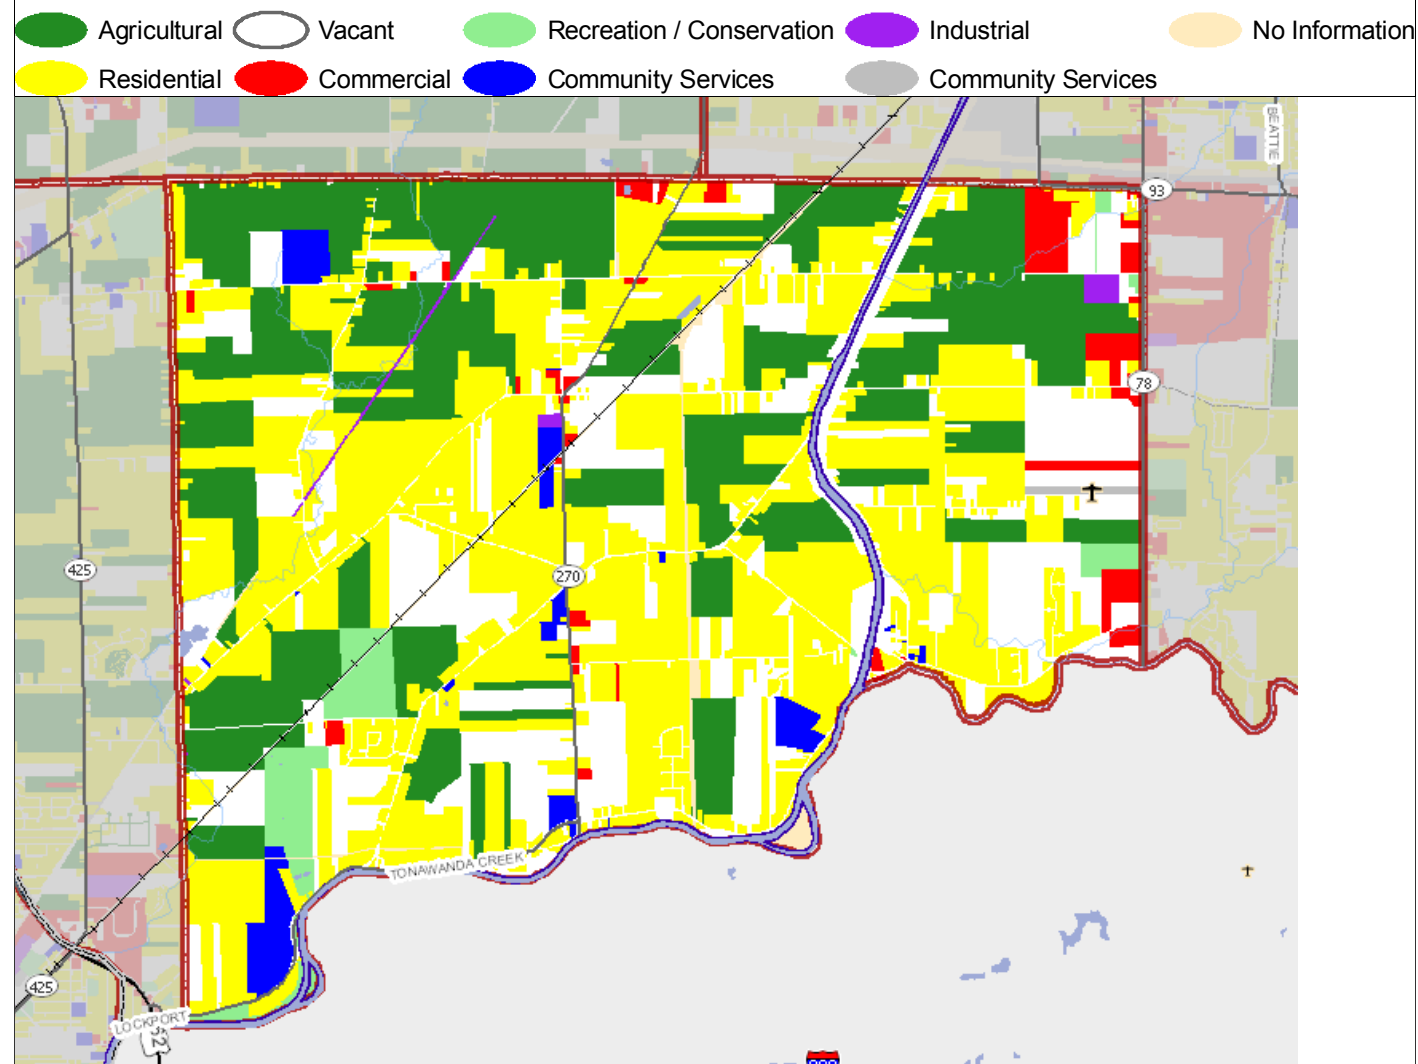 Agricultural Vacant Recreation / Conservation Industrial No Information
Residential Commercial Community Services Community Services
BEATTIE
93
78
425
270
TONAWANDA CREEK
425
LOCKPORT